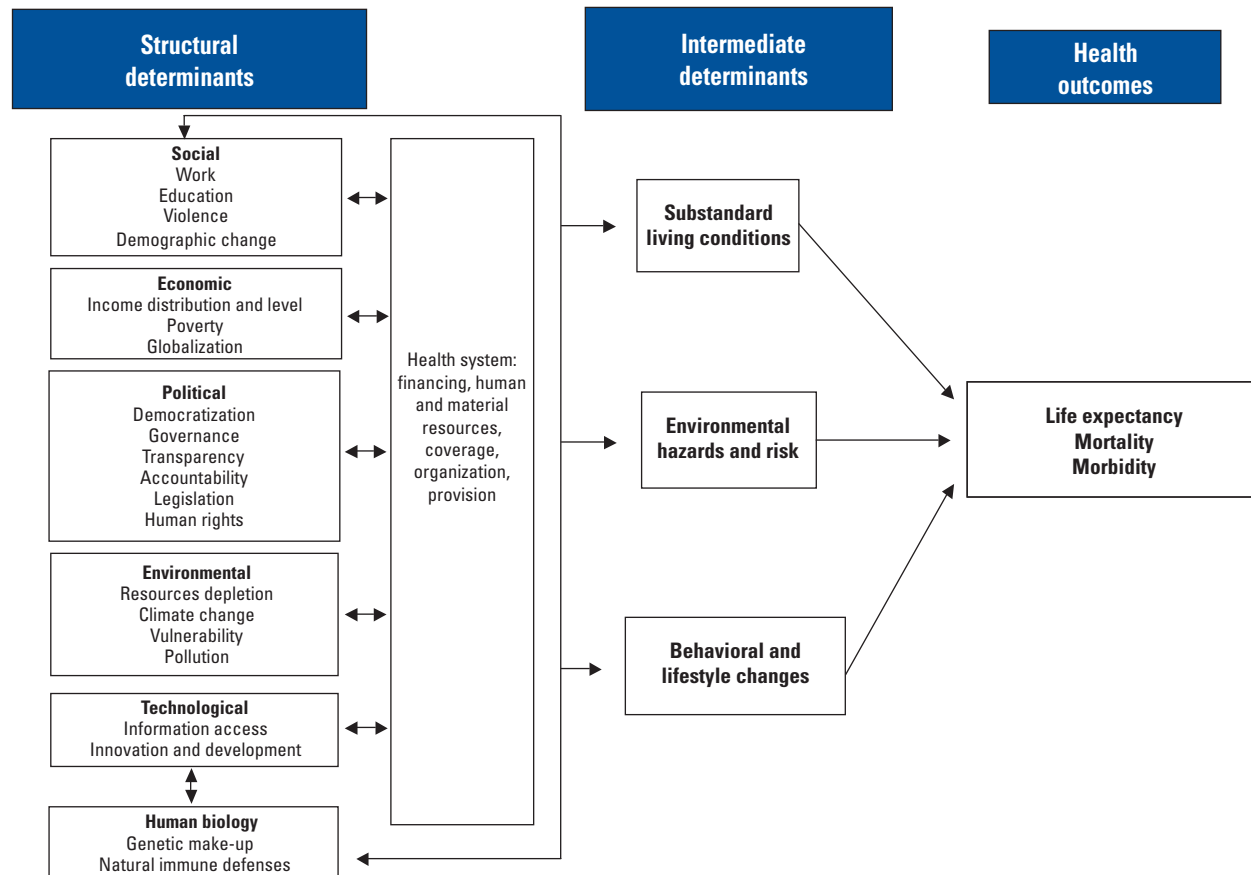 Structural
determinants
Intermediate
determinants
Health
outcomes
Social
Work
Education
Violence
Demographic change
Economic
Income distribution and level
Poverty
Globalization
Political
Democratization
Governance
Transparency
Accountability
Legislation
Human rights
Environmental
Resources depletion
Climate change
Vulnerability
Pollution
Technological
Information access
Innovation and development
Human biology
Genetic make-up
Natural immune defenses
Health system:
financing, human
and material
resources,
coverage,
organization,
provision
Substandard
living conditions
Environmental
hazards and risk
Behavioral and
lifestyle changes
Life expectancy
Mortality
Morbidity